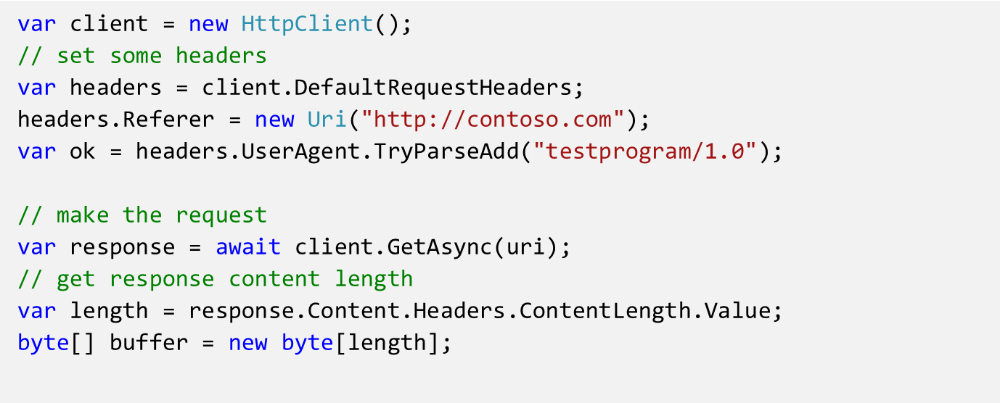 var client = new HttpClient();
// set some headers
var headers = client.DefaultRequestHeaders;
headers.Referer = new Uri("http://contoso.com");
var ok = headers.UserAgent.TryParseAdd("testprogram/1.0");
// make the request
var response = await client.GetAsync(uri);
// get response content length
var length = response.Content.Headers.ContentLength.Value;
byte[] buffer = new byte[length];